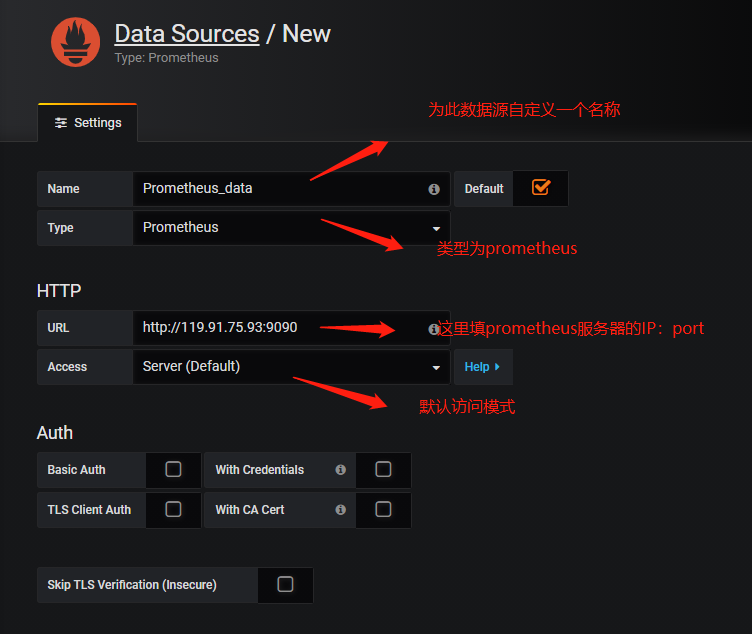 Data Sources / New
Type: Prometheus
为此数据源自定义一个名称
Settings
Name Prometheus_data Default
Type Prometheus
类型为prometheus
HTTP
URL http://119.91.75.93:9090 这里填prometheus服务器的IP：port
Access Server (Default) Help
默认访问模式
Auth
Basic Auth With Credentials
TLS Client Auth With CA Cert
Skip TLS Verification (Insecure)